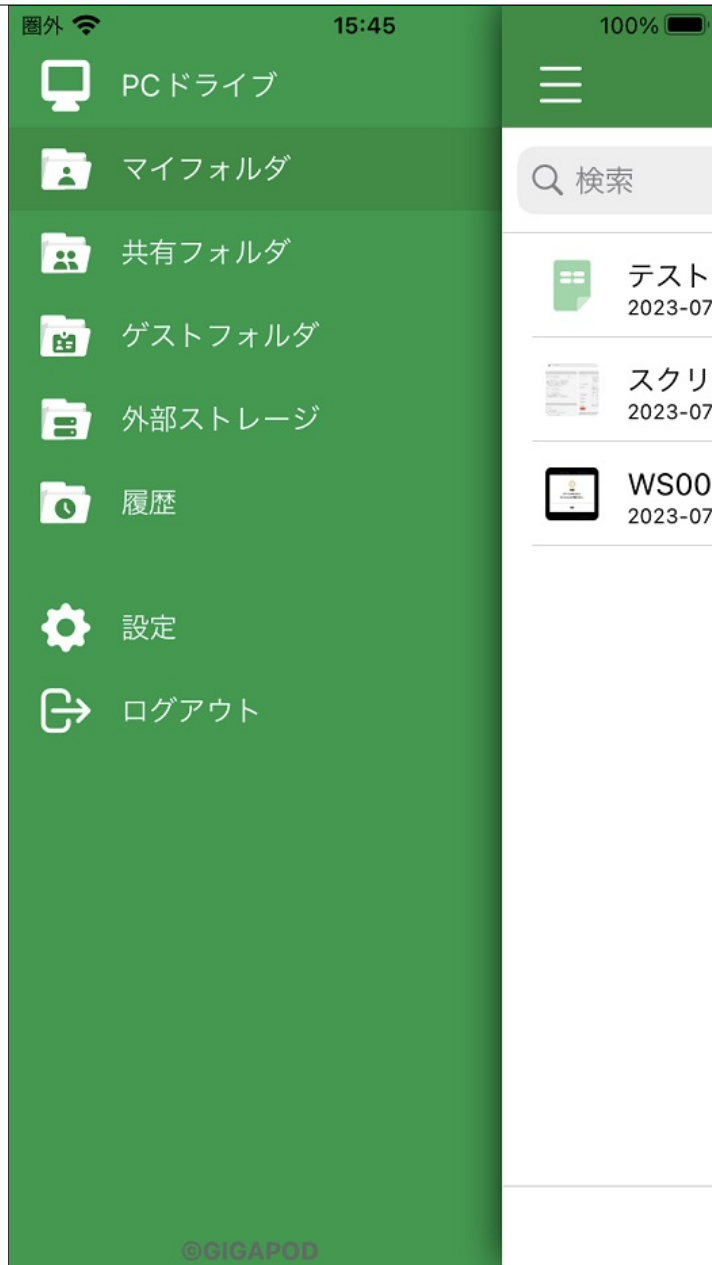 圏外
15:45
100%
PCドライブ
マイフォルダ
共有フォルダ
ゲストフォルダ
外部ストレージ
履歴
設定
ログアウト
©GIGAPOD
検索
テスト
2023-07
スクリ
2023-07
WS00
2023-07